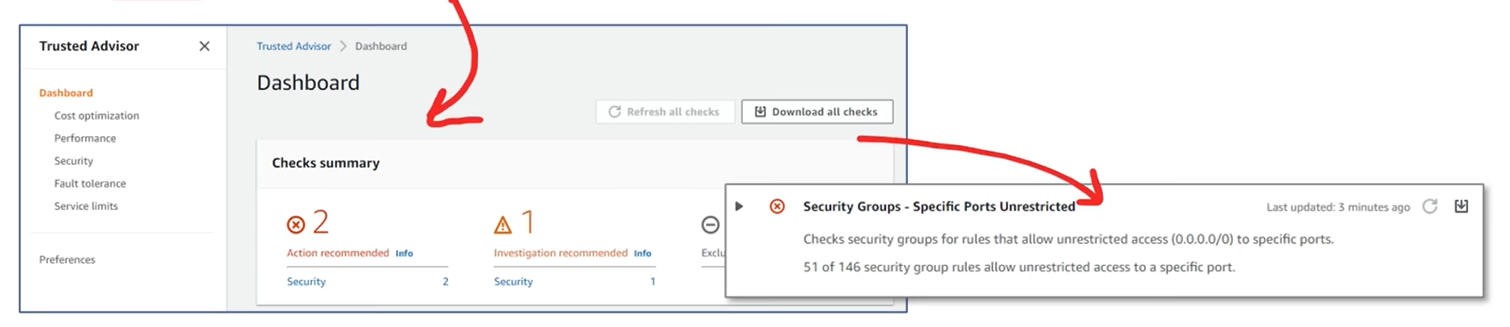 Trusted Advisor
Dashboard
Cost optimization
Performance
Security
Fault tolerance
Service limits
Preferences
Trusted Advisor > Dashboard
Dashboard
Refresh all checks
Download all checks
Checks summary
2
Action recommended Info
Security 2
1
Investigation recommended Info
Security 1
Security Groups - Specific Ports Unrestricted
Last updated: 3 minutes ago
Checks security groups for rules that allow unrestricted access (0.0.0.0/0) to specific ports.
51 of 146 security group rules allow unrestricted access to a specific port.